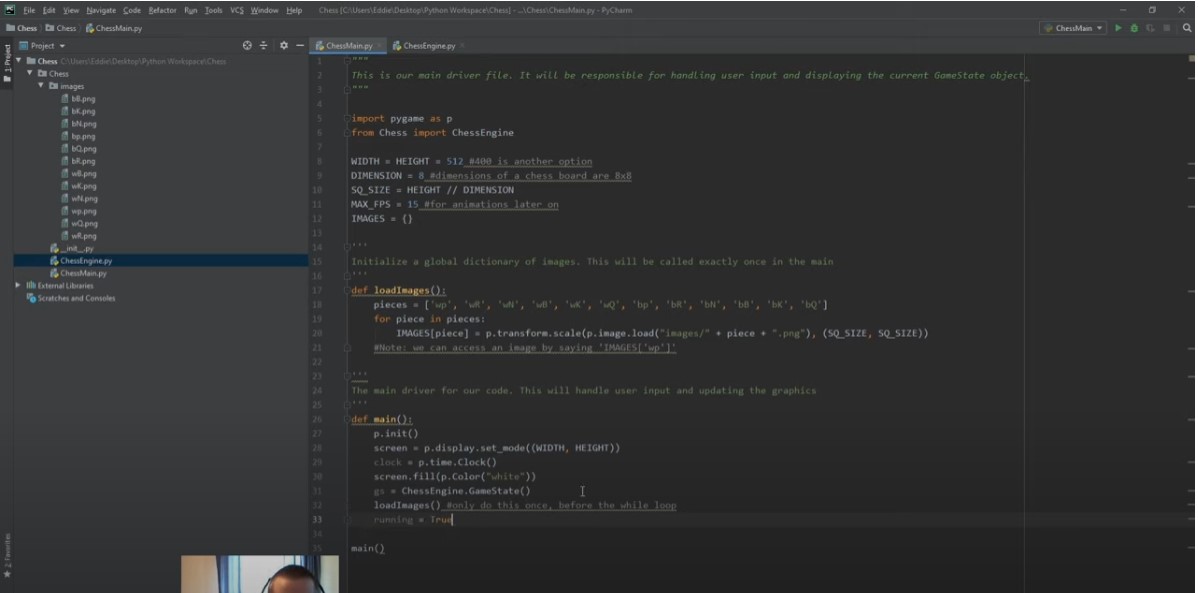 File Edit View Navigate Code Refactor Run Tools VCS Window Help Chess [C:\Users\Eddie\Desktop\Python Workspace\Chess] - ...\Chess\ChessMain.py - PyCharm
Chess Chess ChessMain.py ChessMain
Project ChessMain.py ChessEngine.py
1: Project
Chess C:\Users\Eddie\Desktop\Python Workspace\Chess
Chess
images
bB.png
bK.png
bN.png
bp.png
bQ.png
bR.png
wB.png
wK.png
wN.png
wp.png
wQ.png
wR.png
__init__.py
ChessEngine.py
ChessMain.py
External Libraries
Scratches and Consoles
2: Favorites
1 """
2 This is our main driver file. It will be responsible for handling user input and displaying the current GameState object.
3 """
4
5 import pygame as p
6 from Chess import ChessEngine
7
8 WIDTH = HEIGHT = 512 #400 is another option
9 DIMENSION = 8 #dimensions of a chess board are 8x8
10 SQ_SIZE = HEIGHT // DIMENSION
11 MAX_FPS = 15 #for animations later on
12 IMAGES = {}
13
14 '''
15 Initialize a global dictionary of images. This will be called exactly once in the main
16 '''
17 def loadImages():
18 pieces = ['wp', 'wR', 'wN', 'wB', 'wK', 'wQ', 'bp', 'bR', 'bN', 'bB', 'bK', 'bQ']
19 for piece in pieces:
20 IMAGES[piece] = p.transform.scale(p.image.load("images/" + piece + ".png"), (SQ_SIZE, SQ_SIZE))
21 #Note: we can access an image by saying 'IMAGES['wp']'
22
23 '''
24 The main driver for our code. This will handle user input and updating the graphics
25 '''
26 def main():
27 p.init()
28 screen = p.display.set_mode((WIDTH, HEIGHT))
29 clock = p.time.Clock()
30 screen.fill(p.Color("white"))
31 gs = ChessEngine.GameState()
32 loadImages() #only do this once, before the while loop
33 running = True
34
35 main()